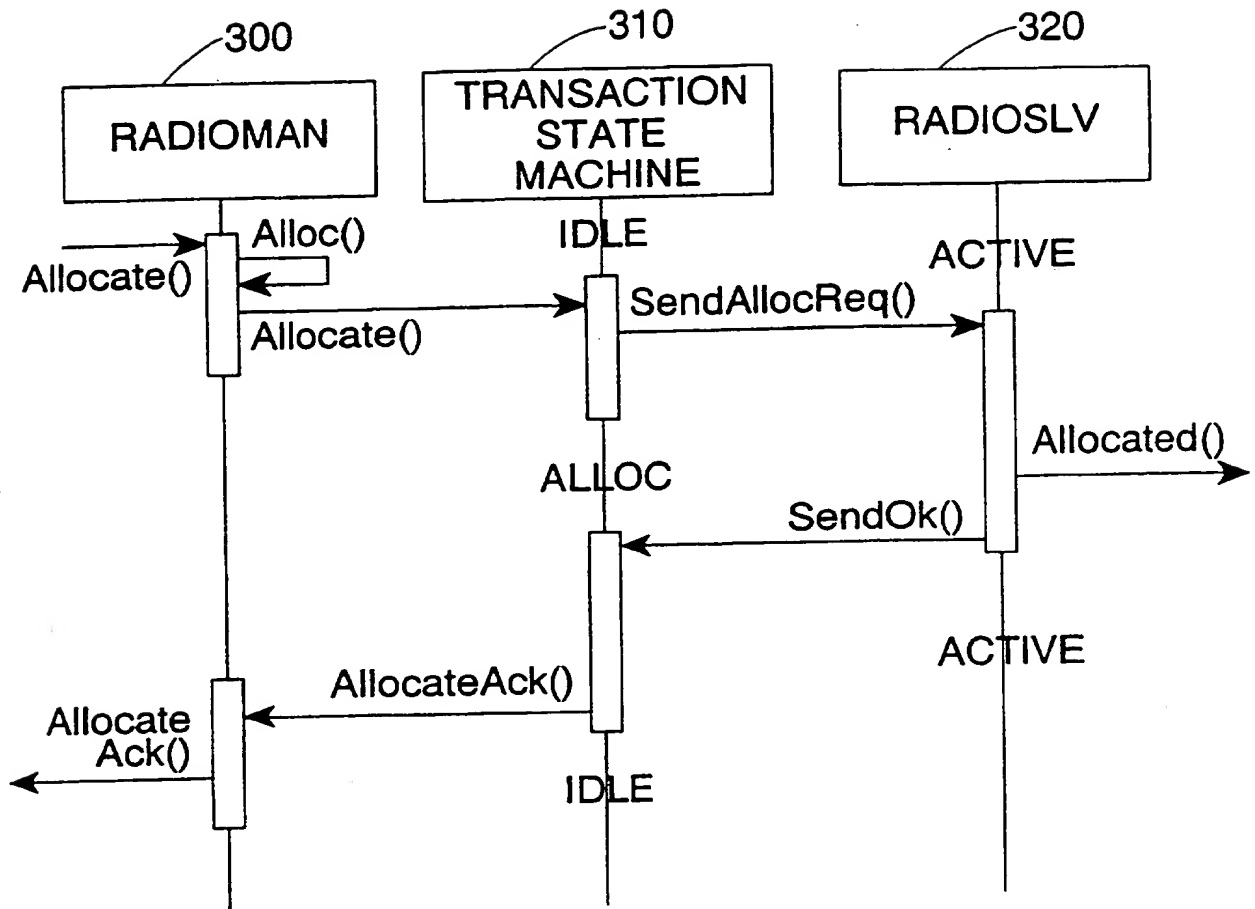 300
310
320
RADIOMAN
TRANSACTION
STATE
MACHINE
RADIOSLV
Alloc()
IDLE
ACTIVE
Allocate()
SendAllocReq()
Allocate()
Allocated()
ALLOC
SendOk()
ACTIVE
AllocateAck()
Allocate
Ack()
IDLE